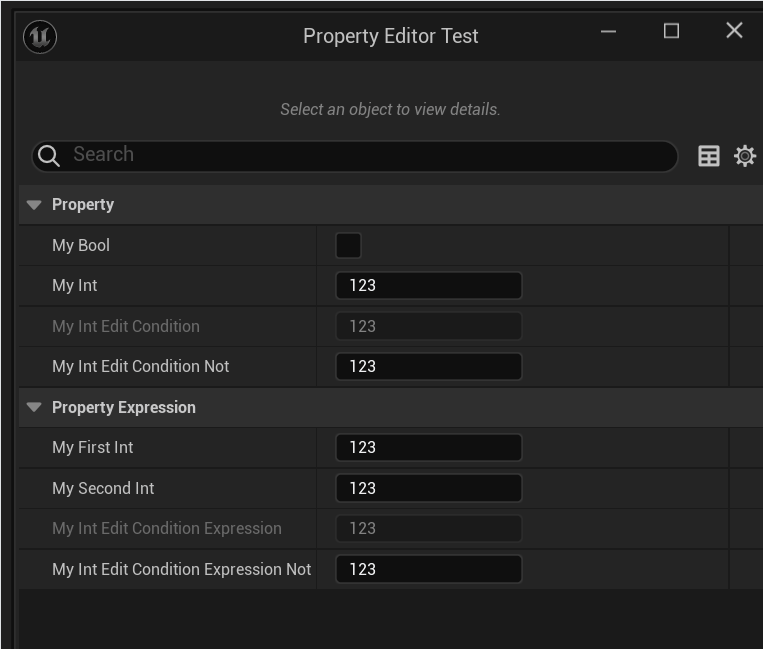 Property Editor Test
Select an object to view details.
Search
Property
My Bool
My Int 123
My Int Edit Condition 123
My Int Edit Condition Not 123
Property Expression
My First Int 123
My Second Int 123
My Int Edit Condition Expression 123
My Int Edit Condition Expression Not 123